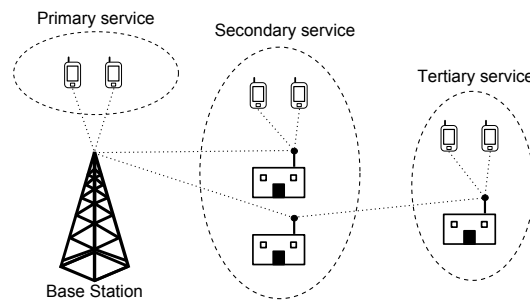 Primary service
Secondary service
Tertiary service
Base Station